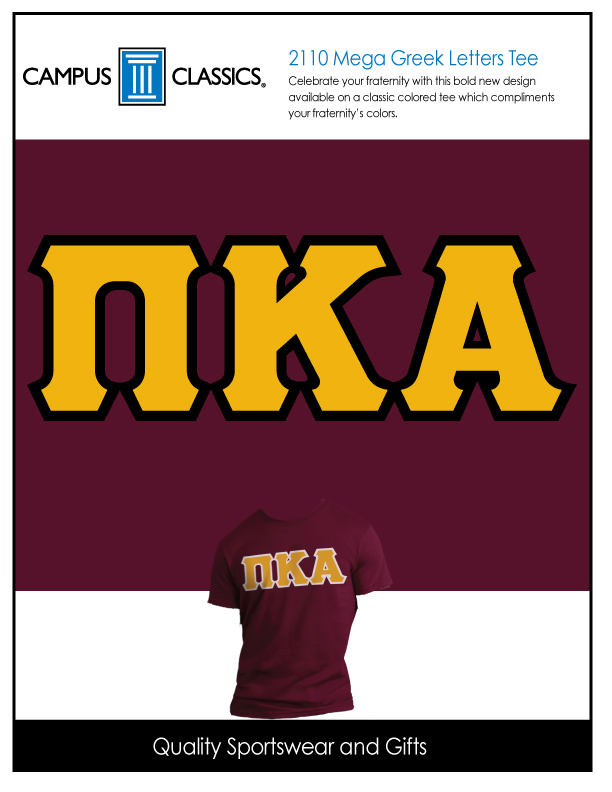 CAMPUS CLASSICS®
2110 Mega Greek Letters Tee
Celebrate your fraternity with this bold new design
available on a classic colored tee which compliments
your fraternity's colors.
ΠΚΑ
ΠΚΑ
Quality Sportswear and Gifts